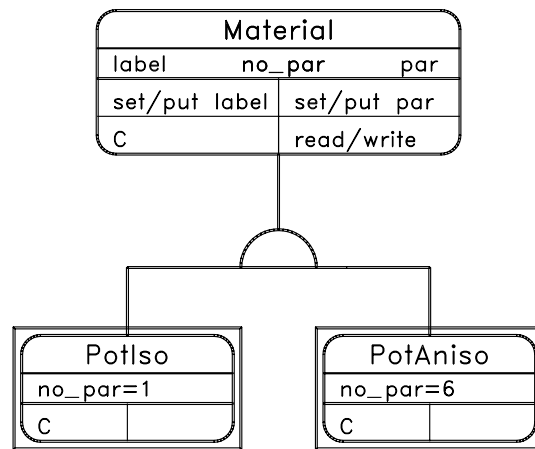 Material
label no_par par
set/put label set/put par
C read/write
PotIso
no_par=1
C
PotAniso
no_par=6
C